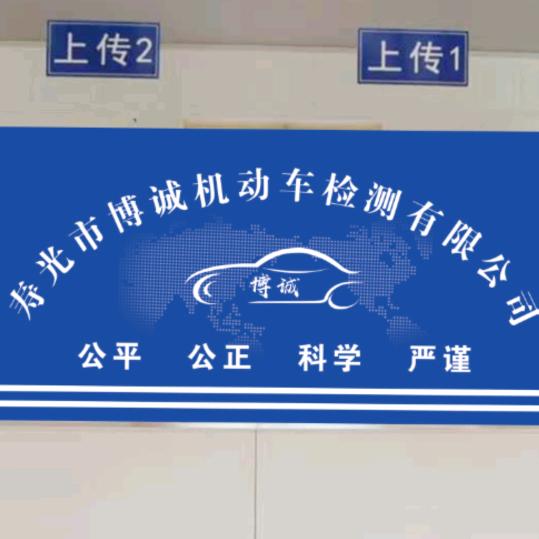 上传2
上传1
寿光市博诚机动车检测有限公司
博诚
公平 公正 科学 严谨